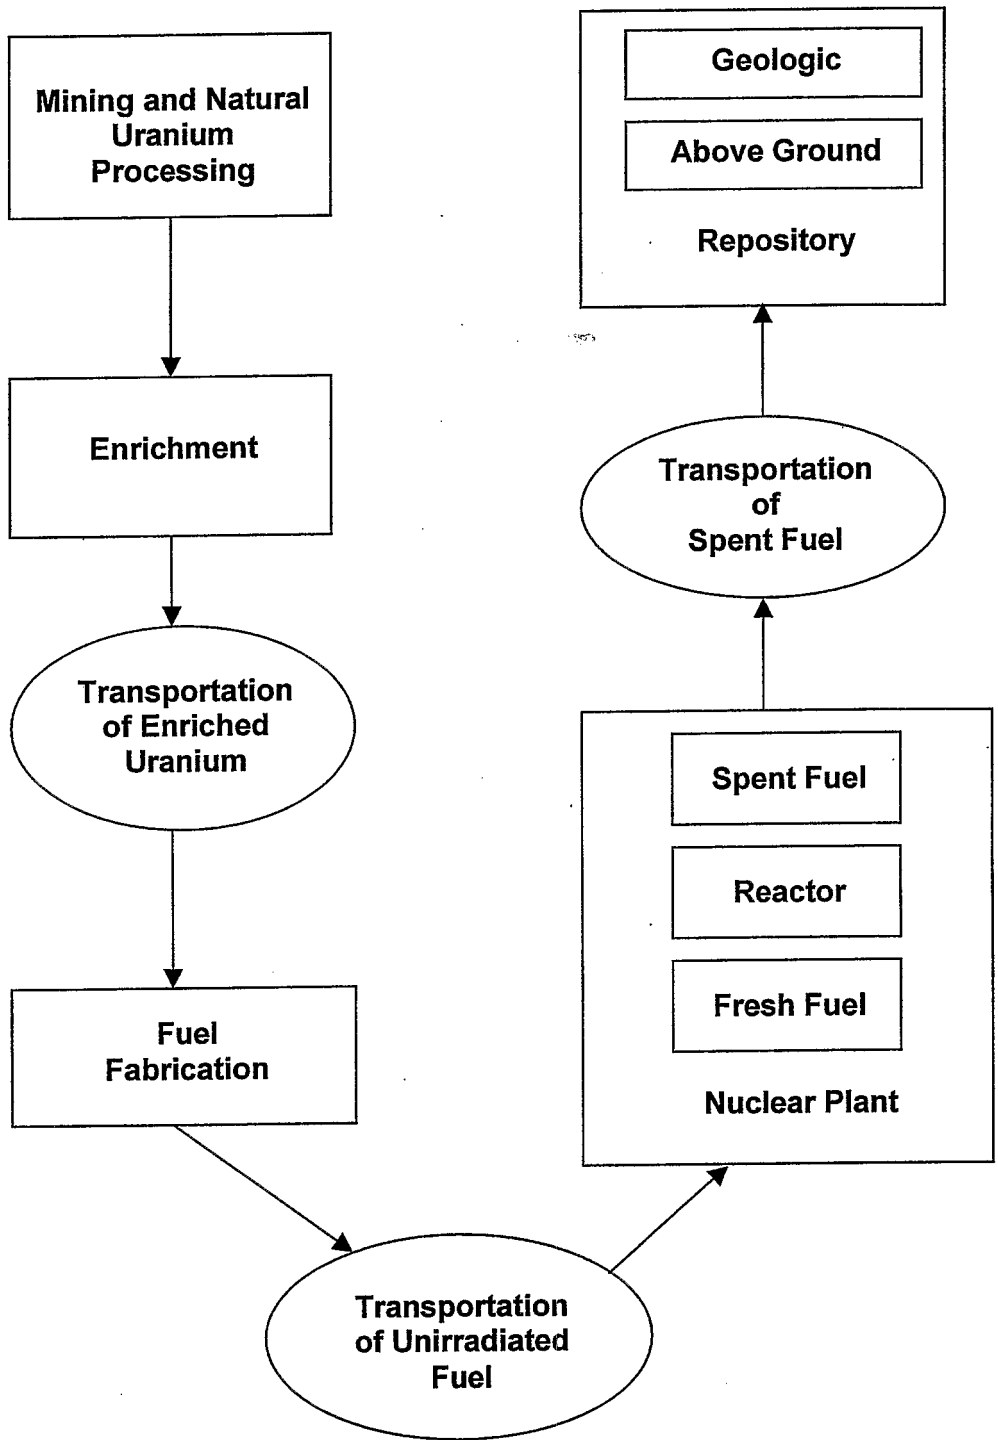 Mining and Natural
Uranium
Processing
Enrichment
Transportation
of Enriched
Uranium
Fuel
Fabrication
Transportation
of Unirradiated
Fuel
Geologic
Above Ground
Repository
Transportation
of
Spent Fuel
Spent Fuel
Reactor
Fresh Fuel
Nuclear Plant